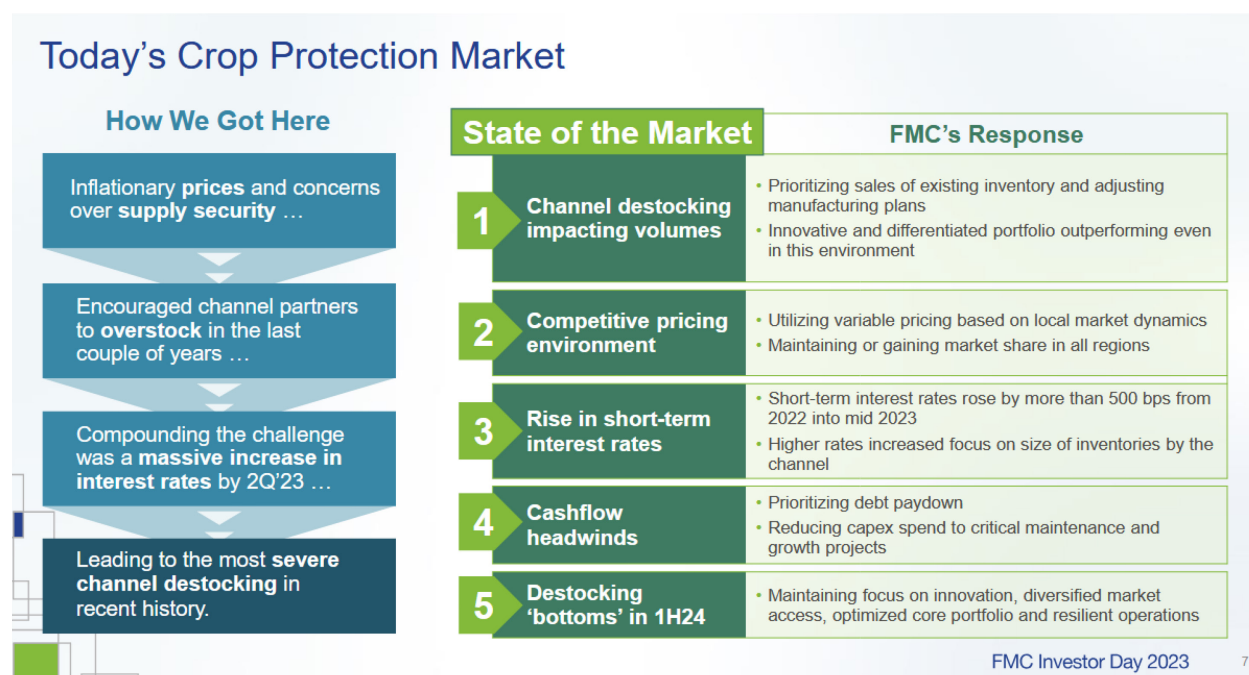 Today's Crop Protection Market
How We Got Here
Inflationary prices and concerns
over supply security …
Encouraged channel partners
to overstock in the last
couple of years …
Compounding the challenge
was a massive increase in
interest rates by 2Q'23 …
Leading to the most severe
channel destocking in
recent history.
State of the Market
FMC's Response
1
Channel destocking
impacting volumes
• Prioritizing sales of existing inventory and adjusting
manufacturing plans
• Innovative and differentiated portfolio outperforming even
in this environment
2
Competitive pricing
environment
• Utilizing variable pricing based on local market dynamics
• Maintaining or gaining market share in all regions
3
Rise in short-term
interest rates
• Short-term interest rates rose by more than 500 bps from
2022 into mid 2023
• Higher rates increased focus on size of inventories by the
channel
4
Cashflow
headwinds
• Prioritizing debt paydown
• Reducing capex spend to critical maintenance and
growth projects
5
Destocking
'bottoms' in 1H24
• Maintaining focus on innovation, diversified market
access, optimized core portfolio and resilient operations
FMC Investor Day 2023
7